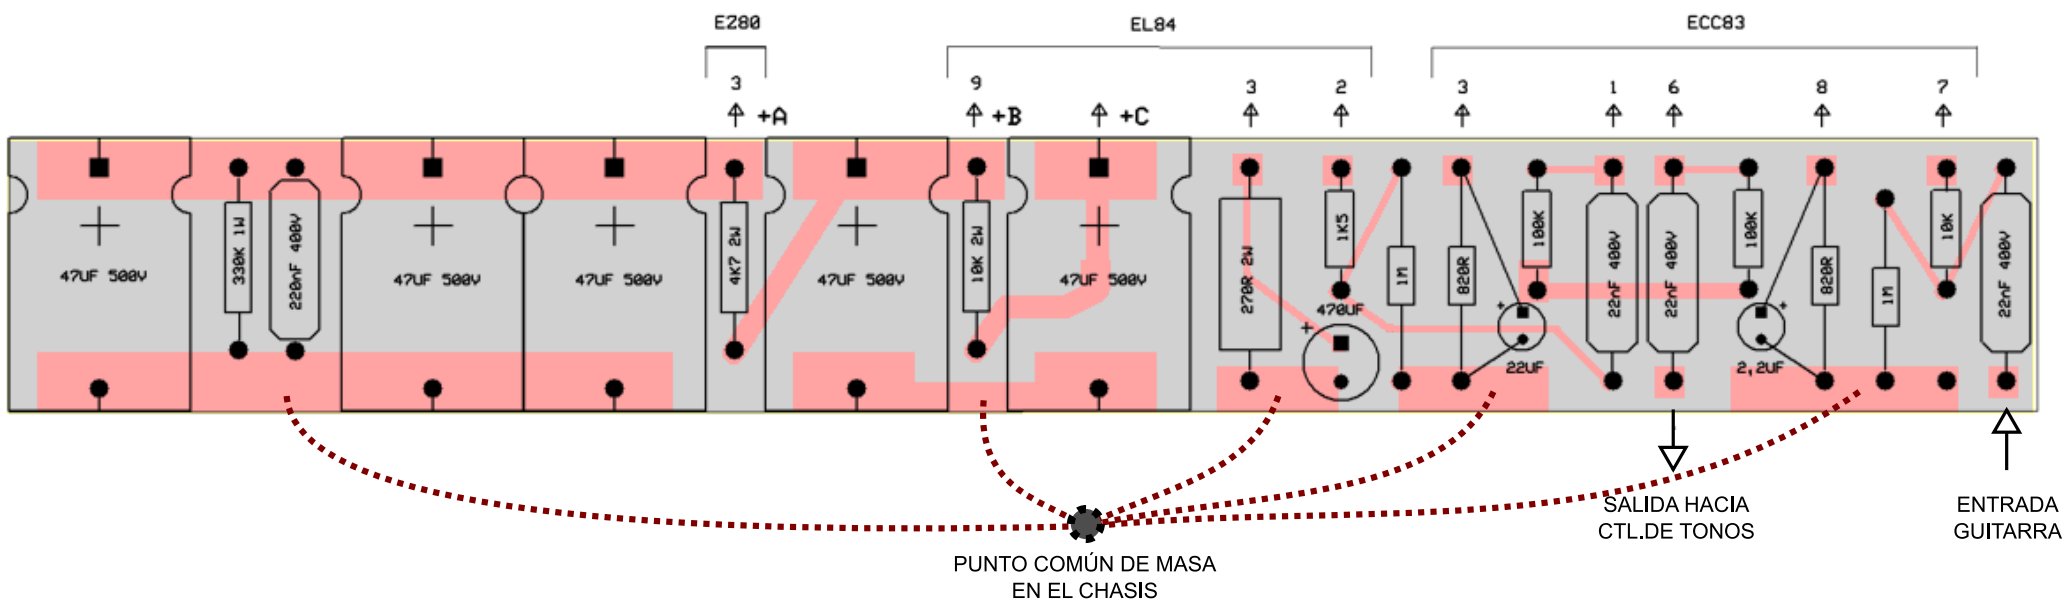 EZ80
EL84
ECC83
3
9
3
2
3
1
6
8
7
+A
+B
+C
47UF 500V
330K 1W
220nF 400V
47UF 500V
47UF 500V
4K7 2W
47UF 500V
10K 2W
47UF 500V
270R 2W
1K5
470UF
+
1M
820R
+
22UF
100K
22nF 400V
22nF 400V
100K
+
2,2UF
820R
1M
10K
22nF 400V
SALIDA HACIA
CTL.DE TONOS
ENTRADA
GUITARRA
PUNTO COMÚN DE MASA
EN EL CHASIS